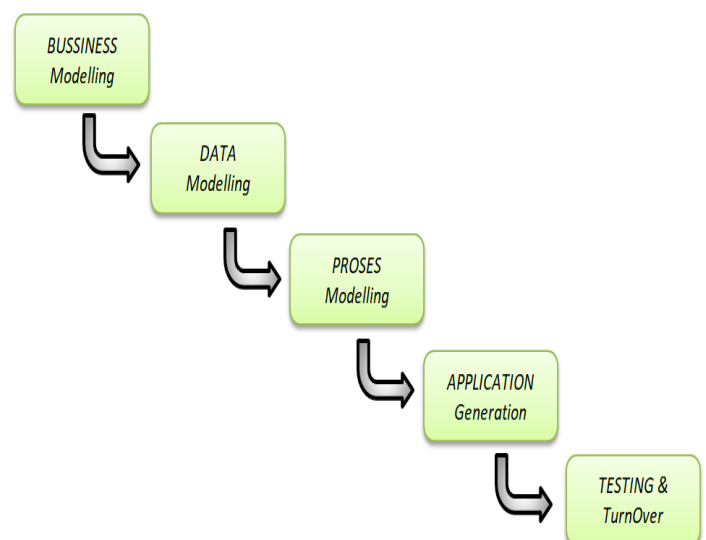 BUSSINESS
Modelling
DATA
Modelling
PROSES
Modelling
APPLICATION
Generation
TESTING &
TurnOver